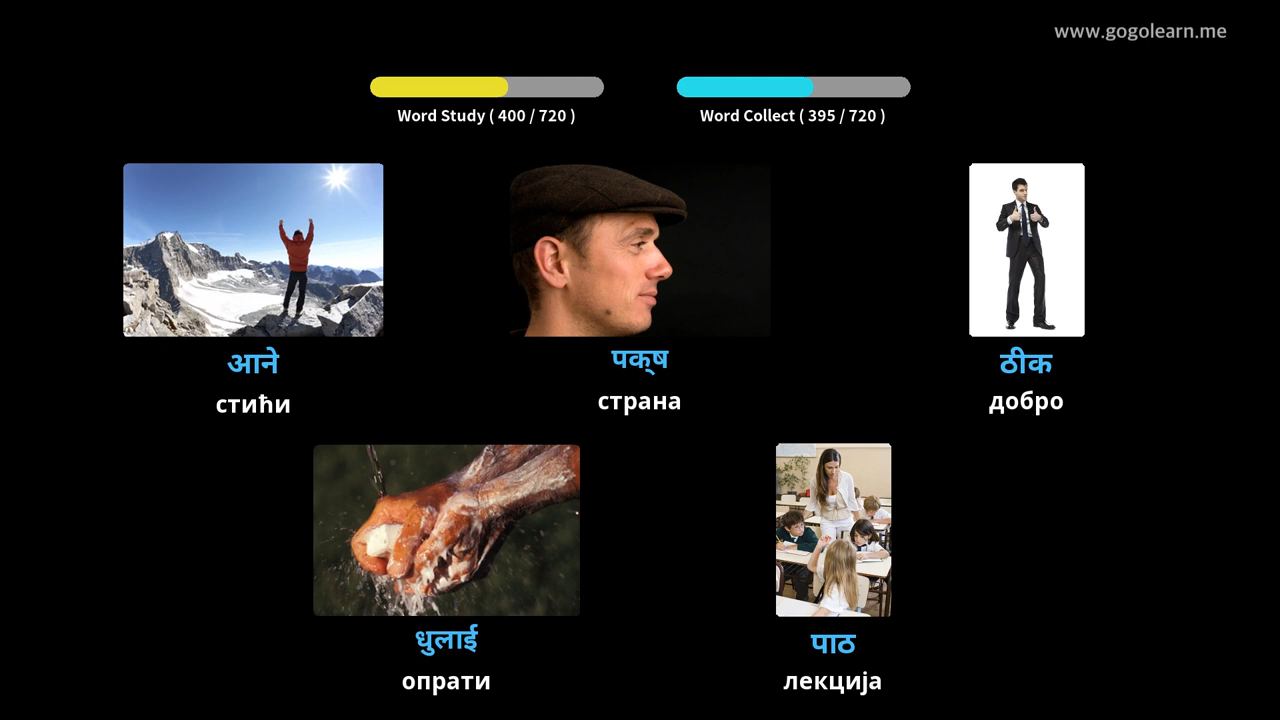 www.gogolearn.me
Word Study ( 400 / 720 )
Word Collect ( 395 / 720 )
आने
стићи
पक्ष
страна
ठीक
добро
धुलाई
опрати
पाठ
лекција